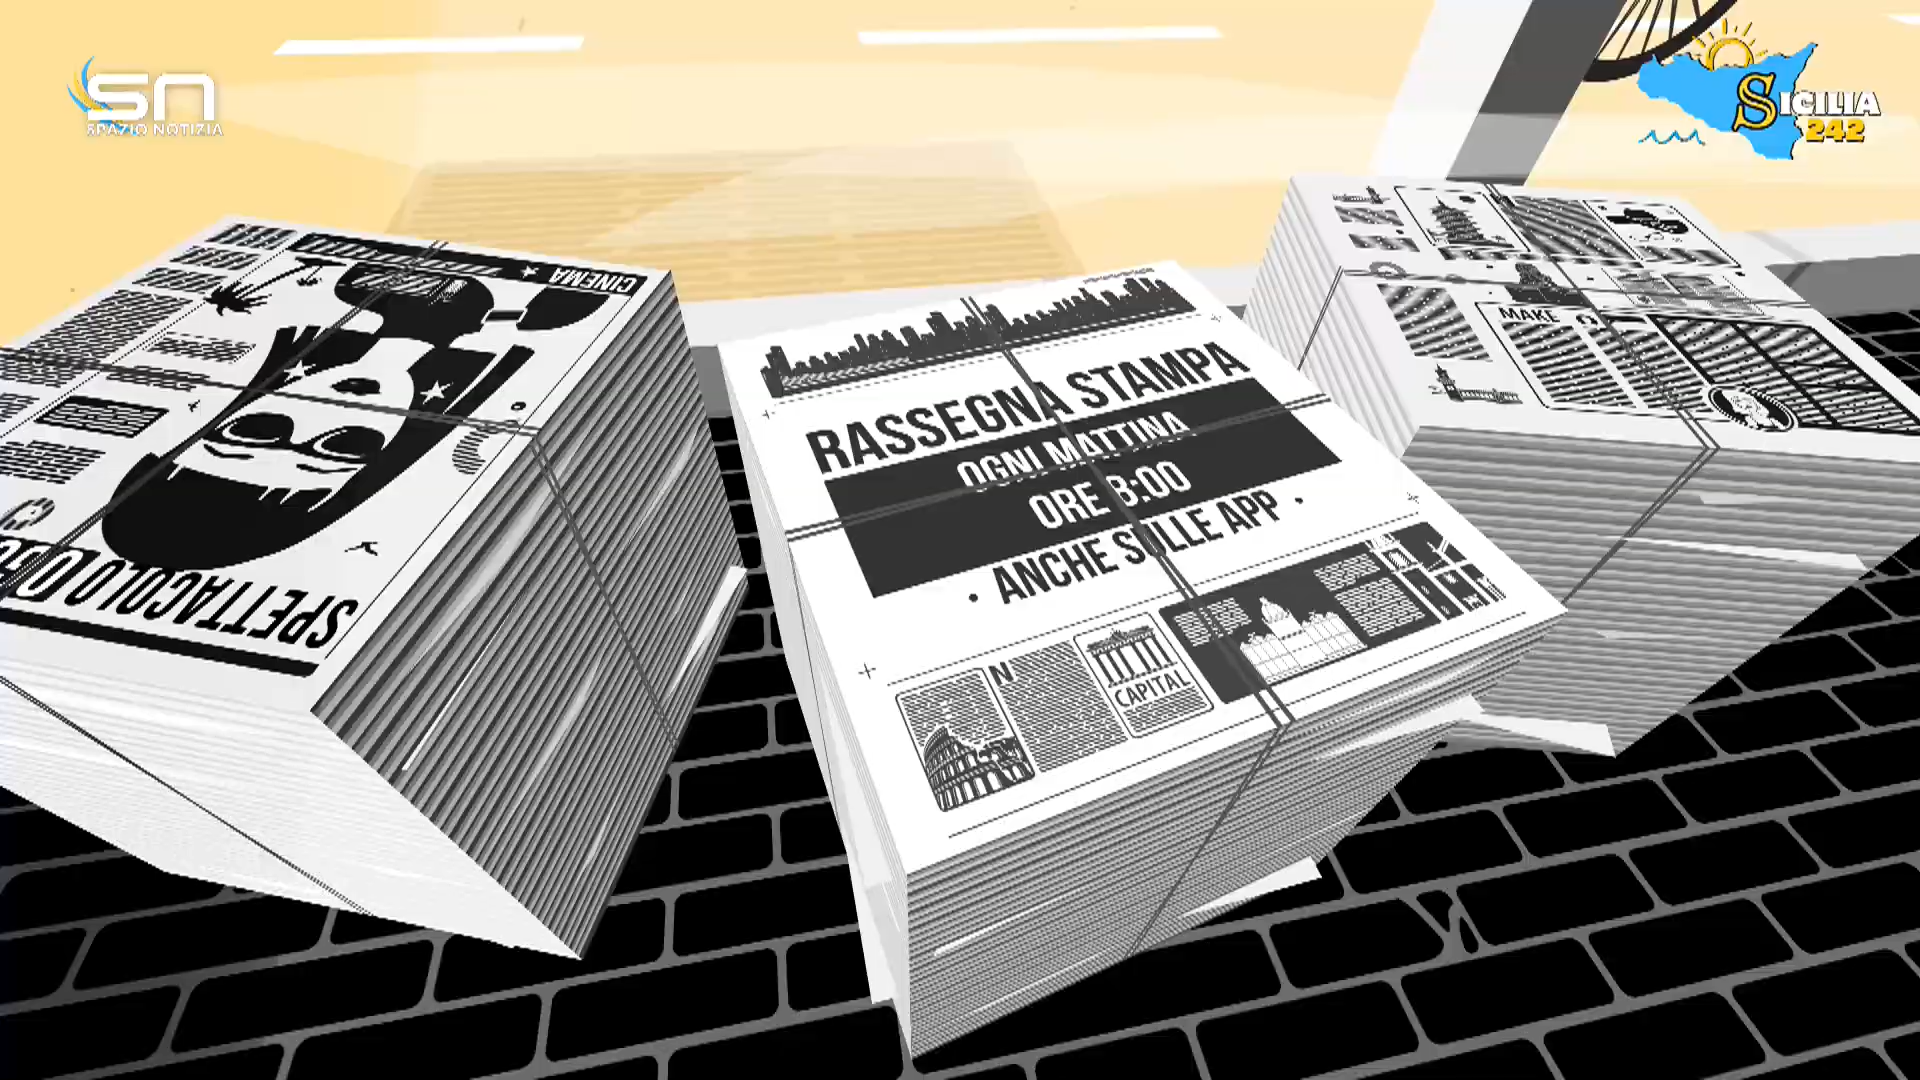 SN
SPAZIO NOTIZIA
SICILIA
242
CINEMA
SPETTACOLO
RASSEGNA STAMPA
OGNI MATTINA
ORE 8:00
• ANCHE SULLE APP •
N
CAPITAL
MAKE